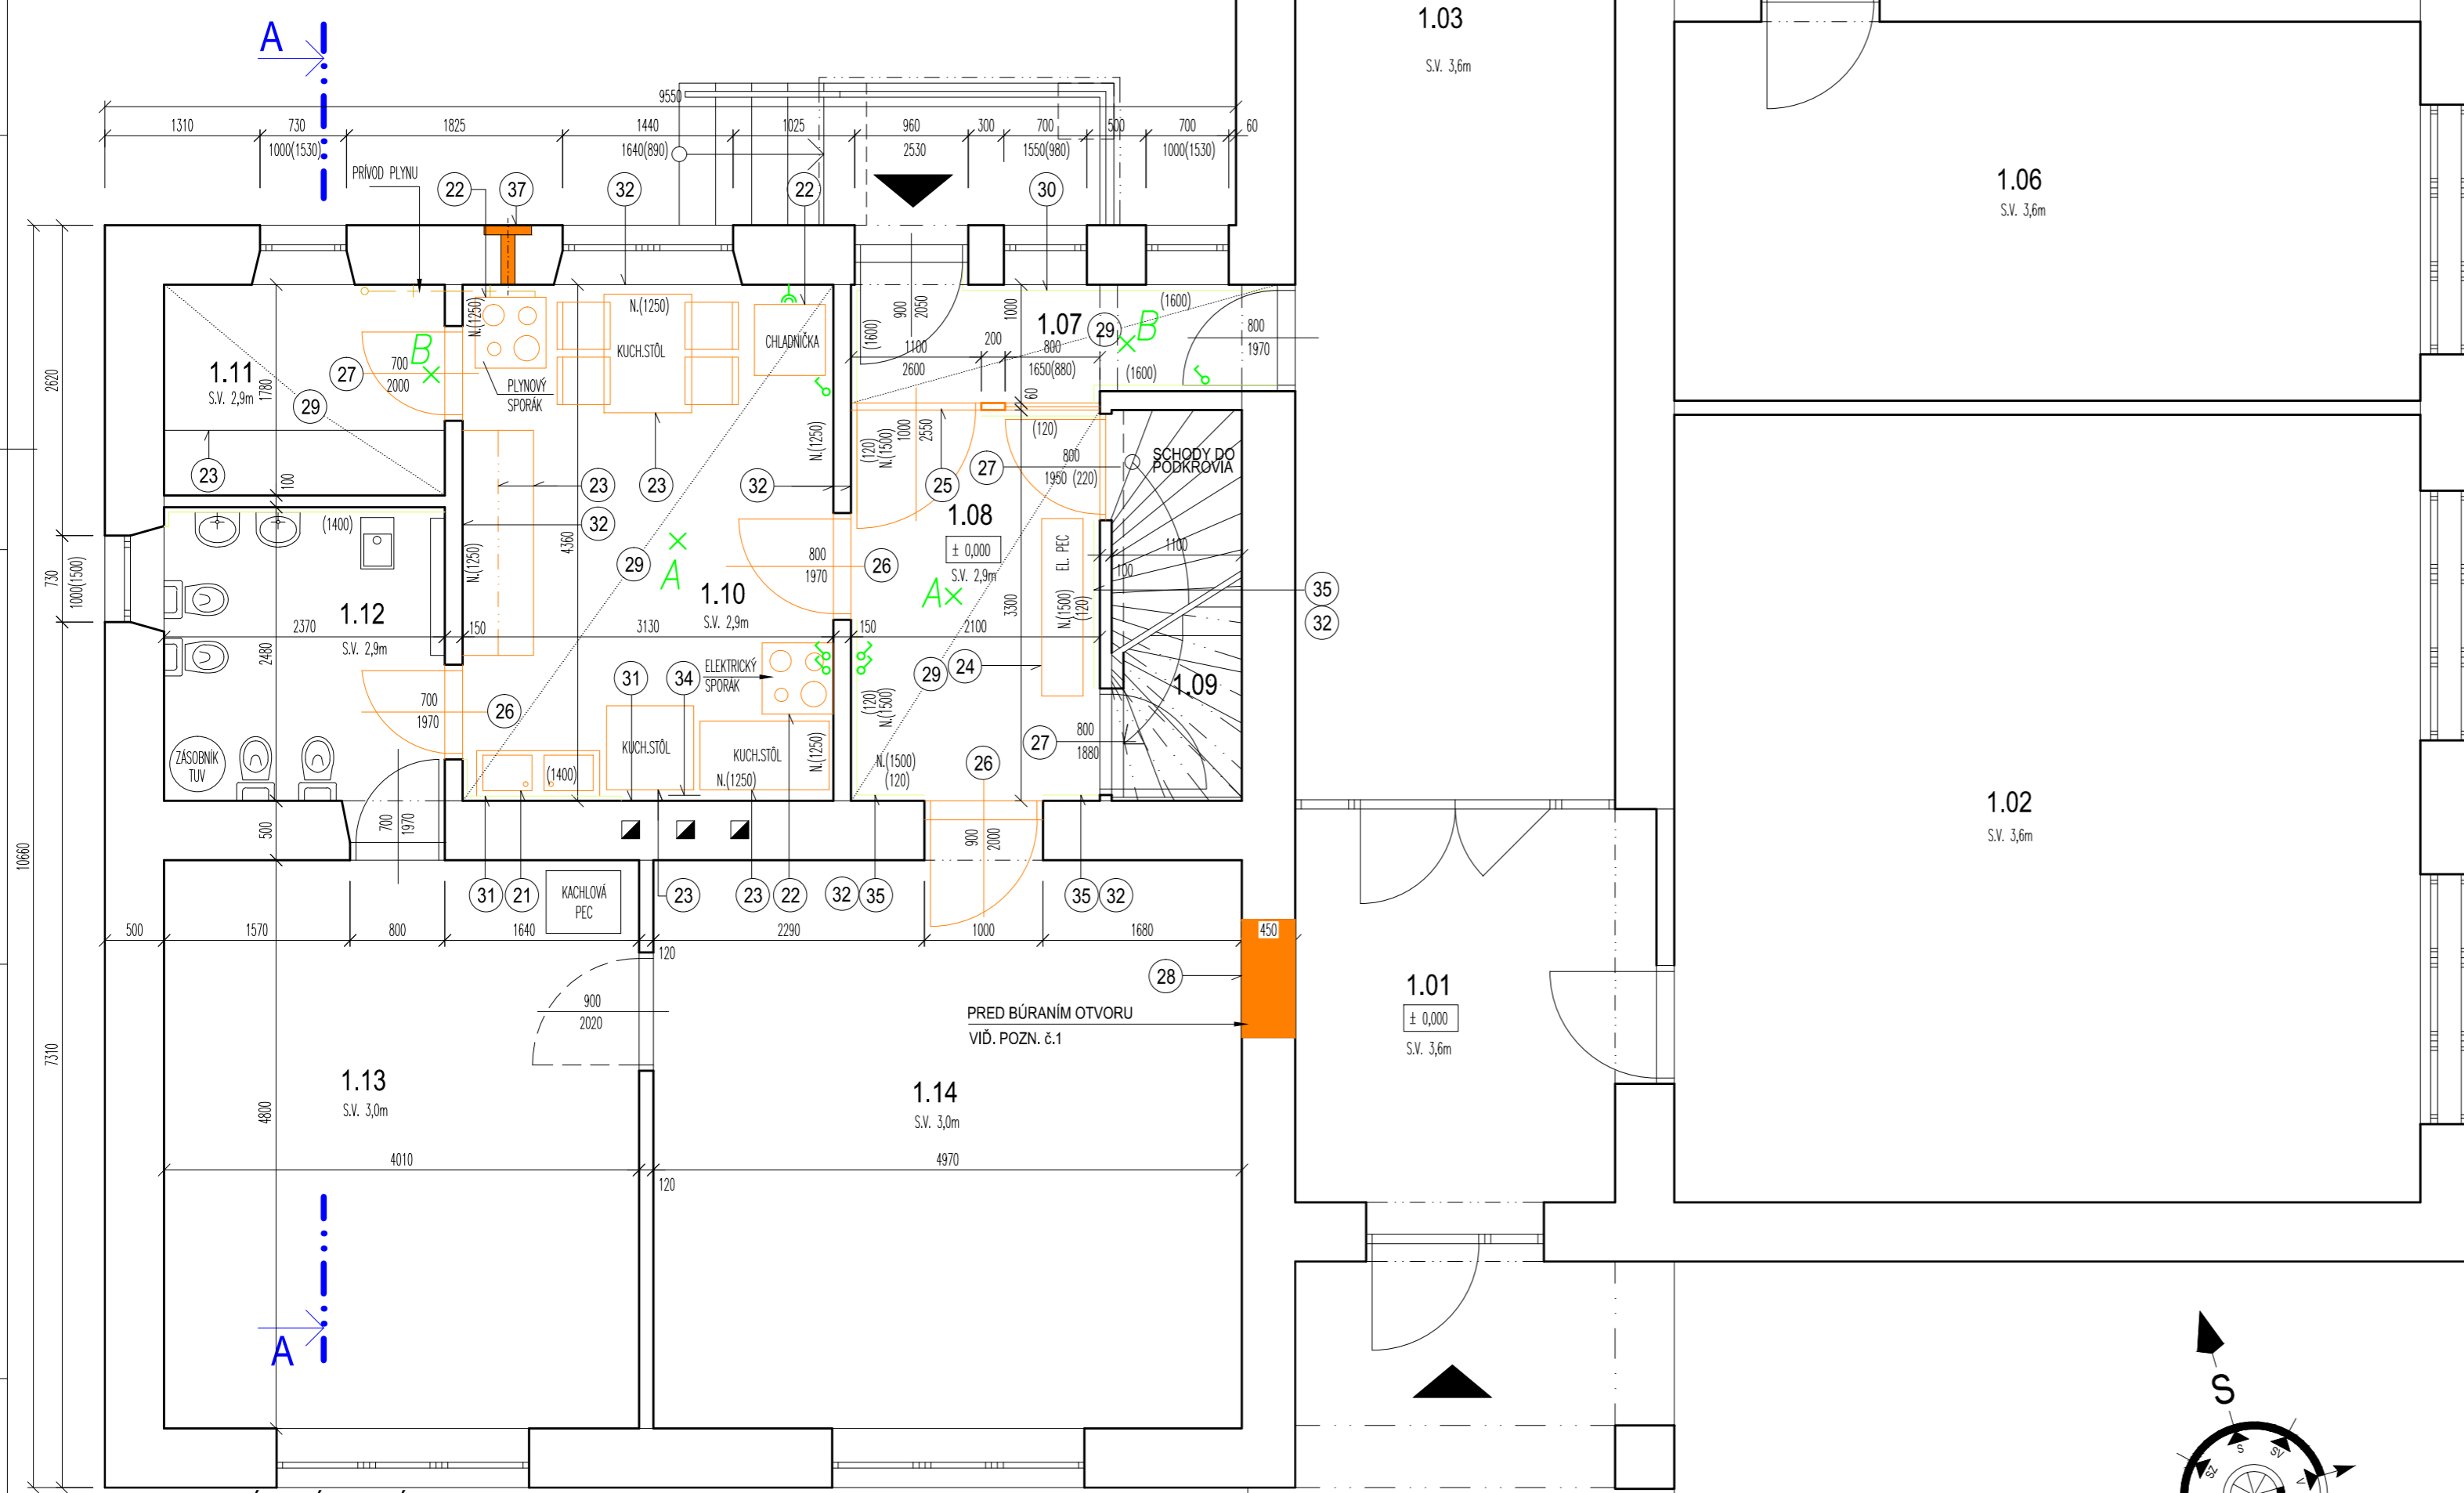 A
9550
1310 730 1825 1440 1025 960 300 700 500 700 60
1000(1530) 1640(890) 2530 1550(980) 1000(1530)
PRÍVOD PLYNU
22 37 32 22 30
1.03
S.V. 3,6m
1.06
S.V. 3,6m
N.(1250)
N.(1250)
KUCH.STÔL
CHLADNIČKA
PLYNOVÝ
SPORÁK
900
2050
(1600)
1000
1.07
29
B
(1600)
(1600)
800
1970
200
1100
2600
800
1650(880)
60
B
700
2000
27
1.11
S.V. 2,9m
1780
29
23
100
2620
730
1000(1500)
10660
7310
23
23
32
32
N.(1250)
(120)
N.(1500)
1000
2550
25
(120)
27
800
1950 (220)
SCHODY DO
PODKROVIA
1.08
± 0,000
S.V. 2,9m
EL. PEC
N.(1500)
(120)
1100
100
35
32
(1400)
N.(1250)
4360
29
A
1.10
S.V. 2,9m
800
1970
26
A
3300
1.12
S.V. 2,9m
2370 150 3130 150 2100
2480
ELEKTRICKÝ
SPORÁK
31 34
29 24
1.09
700
1970
26
(120)
N.(1500)
27
800
1880
ZÁSOBNÍK
TUV
KUCH.STÔL
KUCH.STÔL
(1400)
N.(1250)
N.(1250)
N.(1500)
(120)
26
500
700
1970
900
2000
1.02
S.V. 3,6m
31 21
KACHLOVÁ
PEC
23
23 22
32 35
35 32
500 1570 800 1640 2290 1000 1680 450
120
28
900
2020
PRED BÚRANÍM OTVORU
VIĎ. POZN. č.1
1.01
± 0,000
S.V. 3,6m
1.13
S.V. 3,0m
4800
1.14
S.V. 3,0m
4010 4970
120
A
S
S
SV
SZ
V